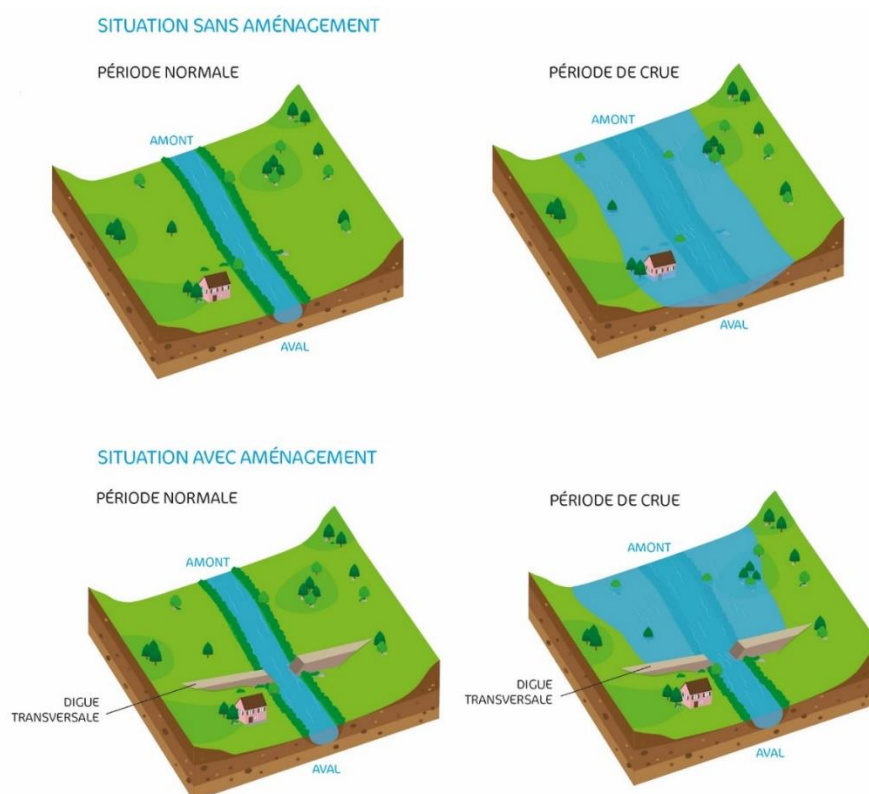 SITUATION SANS AMÉNAGEMENT
PÉRIODE NORMALE
PÉRIODE DE CRUE
AMONT
AVAL
AMONT
AVAL
SITUATION AVEC AMÉNAGEMENT
PÉRIODE NORMALE
PÉRIODE DE CRUE
AMONT
DIGUE
TRANSVERSALE
AVAL
AMONT
DIGUE
TRANSVERSALE
AVAL